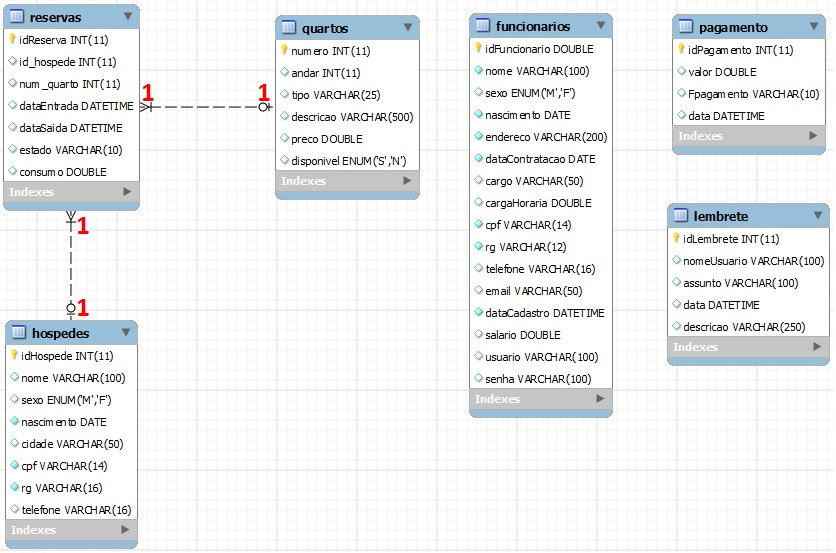 reservas
idReserva INT(11)
id_hospede INT(11)
num_quarto INT(11)
dataEntrada DATETIME
dataSaida DATETIME
estado VARCHAR(10)
consumo DOUBLE
Indexes
1
1
1
1
quartos
numero INT(11)
andar INT(11)
tipo VARCHAR(25)
descricao VARCHAR(500)
preco DOUBLE
disponivel ENUM('S','N')
Indexes
hospedes
idHospede INT(11)
nome VARCHAR(100)
sexo ENUM('M','F')
nascimento DATE
cidade VARCHAR(50)
cpf VARCHAR(14)
rg VARCHAR(16)
telefone VARCHAR(16)
Indexes
funcionarios
idFuncionario DOUBLE
nome VARCHAR(100)
sexo ENUM('M','F')
nascimento DATE
endereco VARCHAR(200)
dataContratacao DATE
cargo VARCHAR(50)
cargaHoraria DOUBLE
cpf VARCHAR(14)
rg VARCHAR(12)
telefone VARCHAR(16)
email VARCHAR(50)
dataCadastro DATETIME
salario DOUBLE
usuario VARCHAR(100)
senha VARCHAR(100)
Indexes
pagamento
idPagamento INT(11)
valor DOUBLE
Fpagamento VARCHAR(10)
data DATETIME
Indexes
lembrete
idLembrete INT(11)
nomeUsuario VARCHAR(100)
assunto VARCHAR(100)
data DATETIME
descricao VARCHAR(250)
Indexes